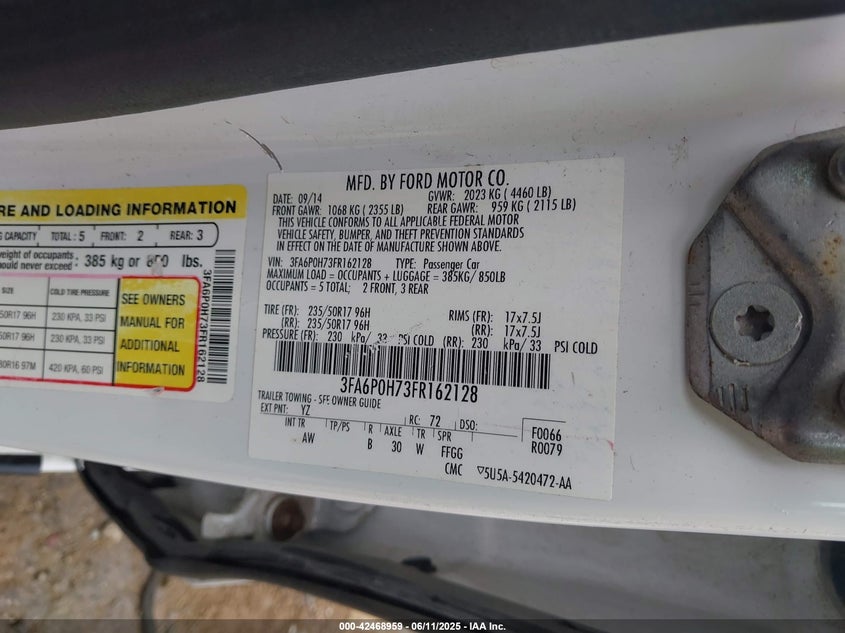 RE AND LOADING INFORMATION
G CAPACITY TOTAL: 5 FRONT: 2 REAR: 3
weight of occupants
hould never exceed 385 kg or 850 lbs.
SIZE COLD TIRE PRESSURE
50R17 96H 230 KPA, 33 PSI
50R17 96H 230 KPA, 33 PSI
80R16 97M 420 KPA, 60 PSI
SEE OWNERS
MANUAL FOR
ADDITIONAL
INFORMATION
3FA6P0H73FR162128
MFD. BY FORD MOTOR CO.
DATE: 09/14 GVWR: 2023 KG ( 4460 LB)
FRONT GAWR: 1068 KG ( 2355 LB) REAR GAWR: 959 KG ( 2115 LB)
THIS VEHICLE CONFORMS TO ALL APPLICABLE FEDERAL MOTOR
VEHICLE SAFETY, BUMPER, AND THEFT PREVENTION STANDARDS
IN EFFECT ON THE DATE OF MANUFACTURE SHOWN ABOVE.
VIN: 3FA6P0H73FR162128 TYPE: Passenger Car
MAXIMUM LOAD = OCCUPANTS + LUGGAGE = 385KG/ 850LB
OCCUPANTS = 5 TOTAL; 2 FRONT, 3 REAR
TIRE (FR): 235/50R17 96H RIMS (FR): 17x7.5J
(RR): 235/50R17 96H (RR): 17x7.5J
PRESSURE (FR): 230 kPa/ 33 PSI COLD (RR): 230 kPa/ 33 PSI COLD
3FA6P0H73FR162128
TRAILER TOWING - SEE OWNER GUIDE
EXT PNT: YZ RC: 72 DSO:
INT TR TP/PS R AXLE TR SPR F0066
AW B 30 W FFGG R0079
CMC 5U5A-5420472-AA
000-42468959 - 06/11/2025 - IAA Inc.